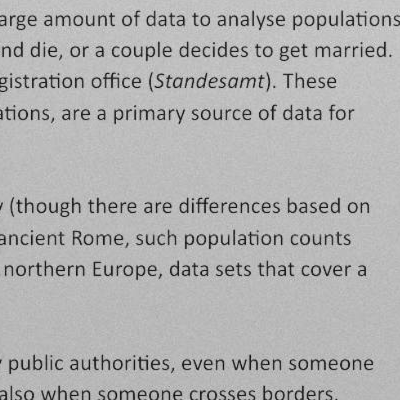 arge amount of data to analyse populations
nd die, or a couple decides to get married.
gistration office (Standesamt). These
ations, are a primary source of data for
y (though there are differences based on
ancient Rome, such population counts
northern Europe, data sets that cover a
y public authorities, even when someone
also when someone crosses borders.